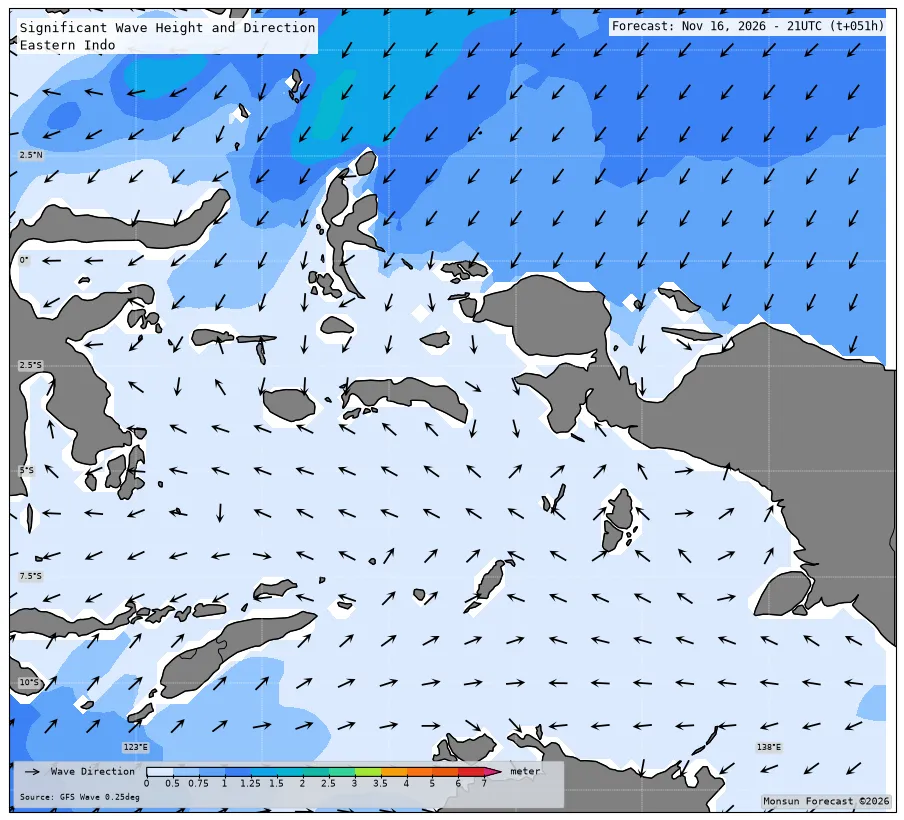 Significant Wave Height and Direction
Eastern Indo
Forecast: Nov 16, 2026 - 21UTC (t+051h)
2.5°N
0°
2.5°S
5°S
7.5°S
10°S
123°E
138°E
Wave Direction
meter
0 0.5 0.75 1 1.25 1.5 2 2.5 3 3.5 4 5 6 7
Source: GFS Wave 0.25deg
Monsun Forecast ©2026